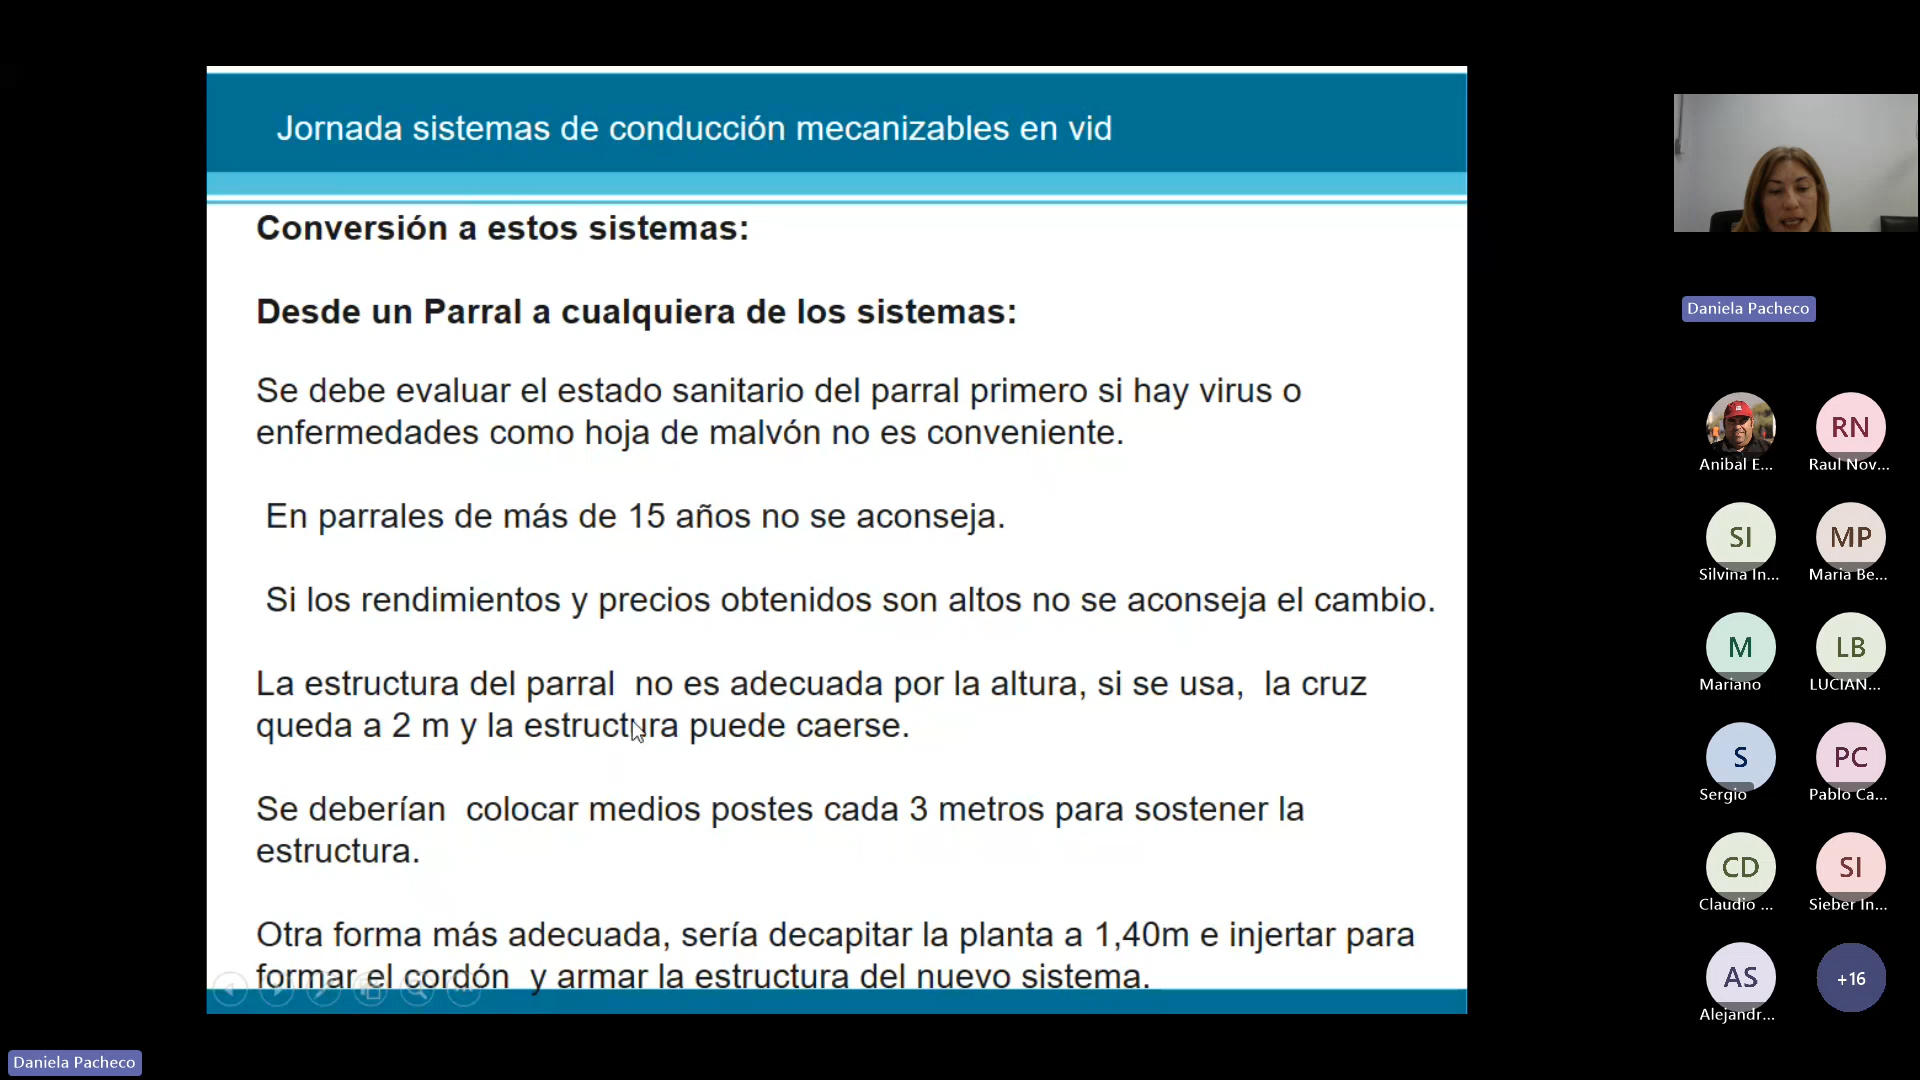 Jornada sistemas de conducción mecanizables en vid
Conversión a estos sistemas:
Desde un Parral a cualquiera de los sistemas:
Se debe evaluar el estado sanitario del parral primero si hay virus o
enfermedades como hoja de malvón no es conveniente.
En parrales de más de 15 años no se aconseja.
Si los rendimientos y precios obtenidos son altos no se aconseja el cambio.
La estructura del parral no es adecuada por la altura, si se usa, la cruz
queda a 2 m y la estructura puede caerse.
Se deberían colocar medios postes cada 3 metros para sostener la
estructura.
Otra forma más adecuada, sería decapitar la planta a 1,40m e injertar para
formar el cordón y armar la estructura del nuevo sistema.
Daniela Pacheco
Anibal E...
RN
Raul Nov...
SI
Silvina In...
MP
Maria Be...
M
Mariano
LB
LUCIAN...
S
Sergio
PC
Pablo Ca...
CD
Claudio ...
SI
Sieber In...
AS
Alejandr...
+16
Daniela Pacheco